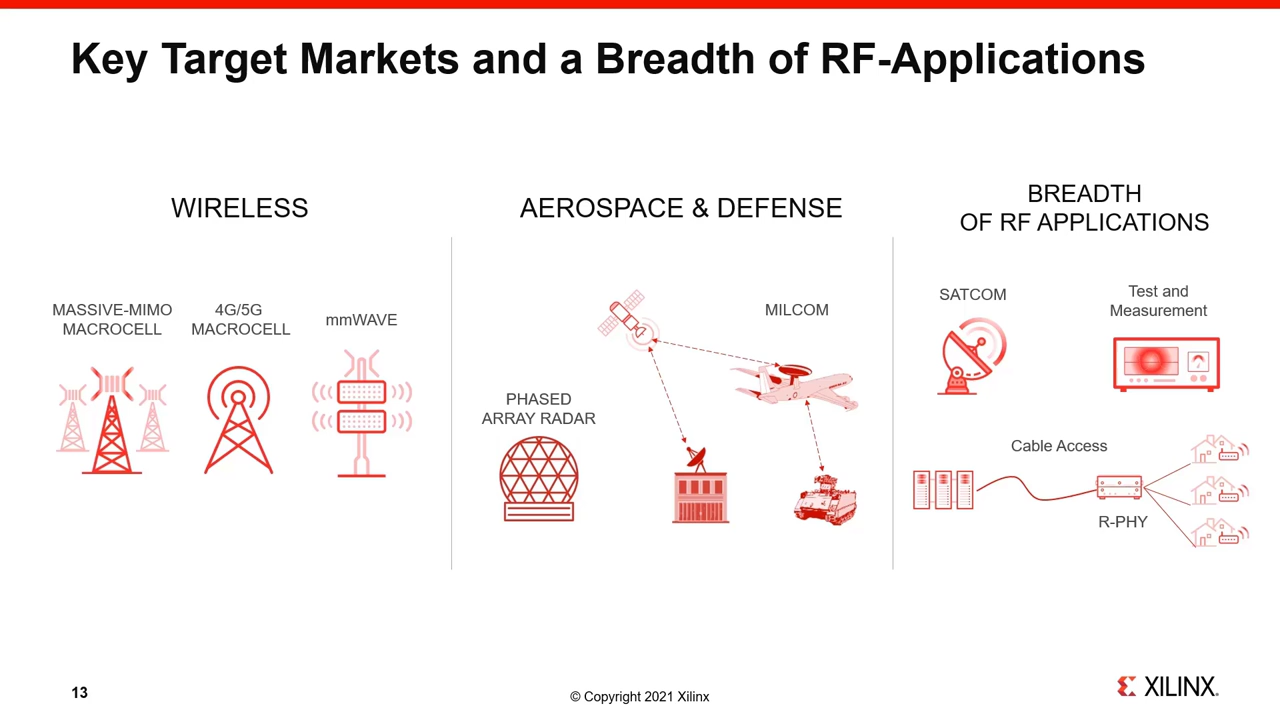 Key Target Markets and a Breadth of RF-Applications
WIRELESS
MASSIVE-MIMO
MACROCELL
4G/5G
MACROCELL
mmWAVE
AEROSPACE & DEFENSE
MILCOM
PHASED
ARRAY RADAR
BREADTH
OF RF APPLICATIONS
SATCOM
Test and
Measurement
Cable Access
R-PHY
13
© Copyright 2021 Xilinx
XILINX.